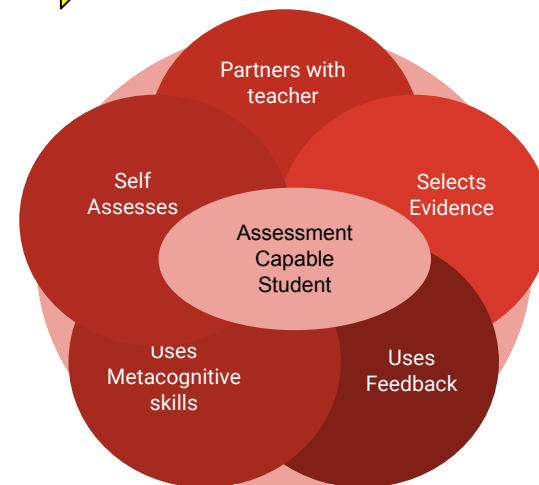 Partners with
teacher
Self
Assesses
Selects
Evidence
Assessment
Capable
Student
Uses
Metacognitive
skills
Uses
Feedback